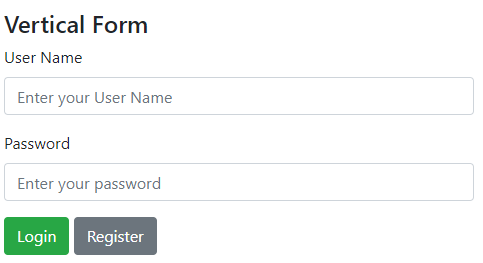 Vertical Form
User Name
Enter your User Name
Password
Enter your password
Login Register